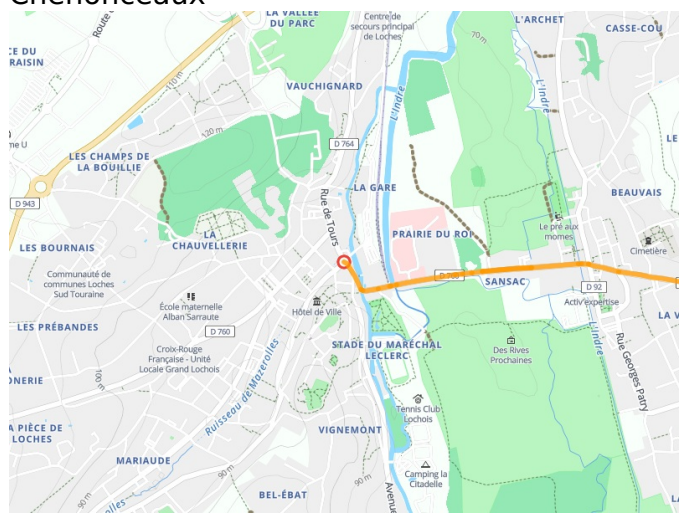 Chenonceaux
LA VALLÉE
DU PARC
Centre de
secours principal
de Loches
L'ARCHET
CASSE-COU
Route
CE DU
RAISIN
110 m
70 m
L'Indre
L'Indre
VAUCHIGNARD
me U
120 m
D 764
LES CHAMPS DE
LA BOUILLIE
LA GARE
Rue de Tours
BEAUVAIS
D 943
LA
CHAUVELLERIE
PRAIRIE DU ROI
Le pré aux
momes
LES BOURNAIS
Cimetière
Communauté de
communes Loches
Sud Touraine
SANSAC
D 92
École maternelle
Alban Sarraute
Hôtel de Ville
Activ'expertise
LES PRÉBANDES
D 760
STADE DU MARÉCHAL
LECLERC
L'Indre
Croix-Rouge
Française - Unité
Locale Grand Lochois
Des Rives
Prochaines
Rue Georges Patry
ONERIE
100 m
Ruisseau de Mazerolles
Tennis Club
Lochois
A PIÈCE DE
LOCHES
VIGNEMONT
MARIAUDE
Camping la
Citadelle
90 m
90 m
BEL-ÉBAT
Avenue